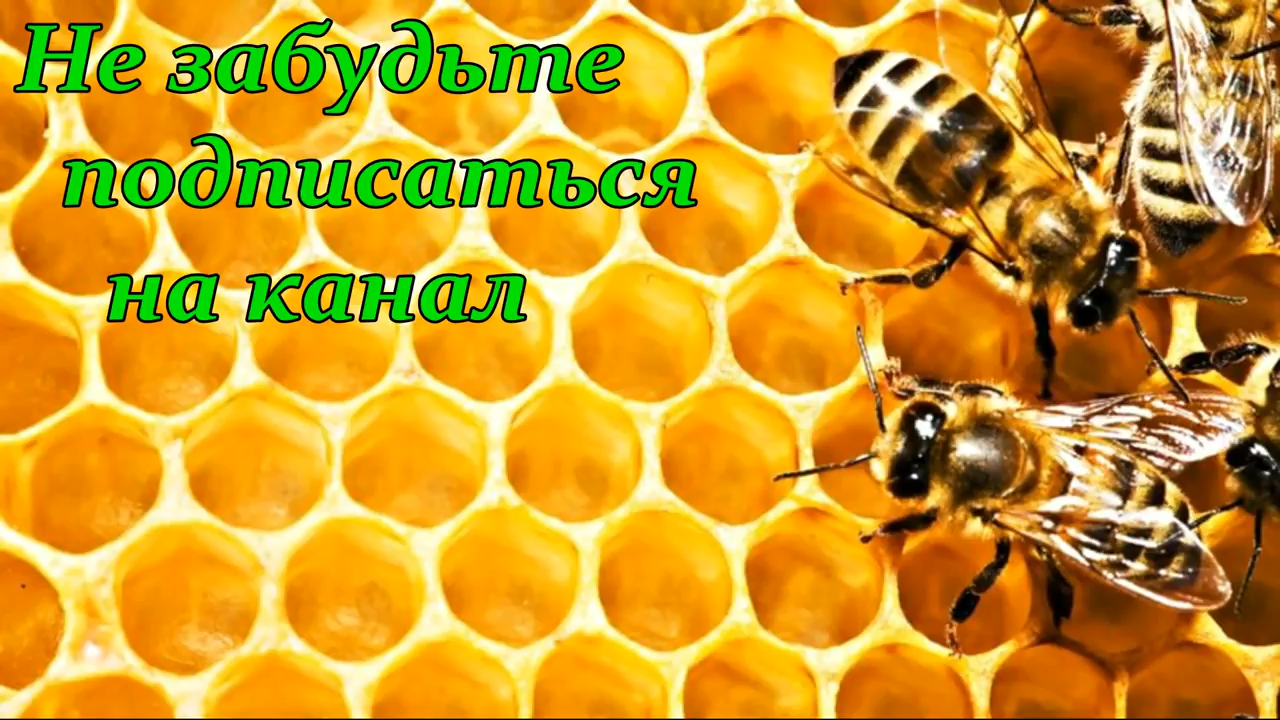 Не забудьте
подписаться
на канал